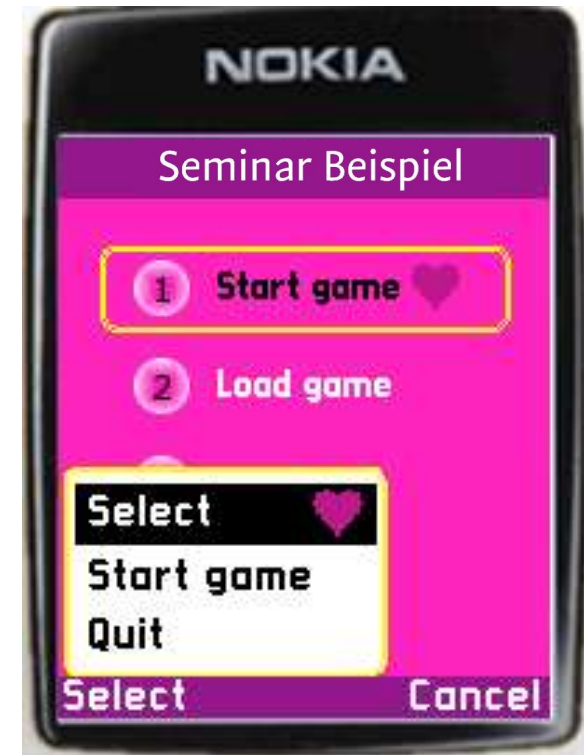 NOKIA
Seminar Beispiel
1 Start game
2 Load game
Select
Start game
Quit
Select Cancel